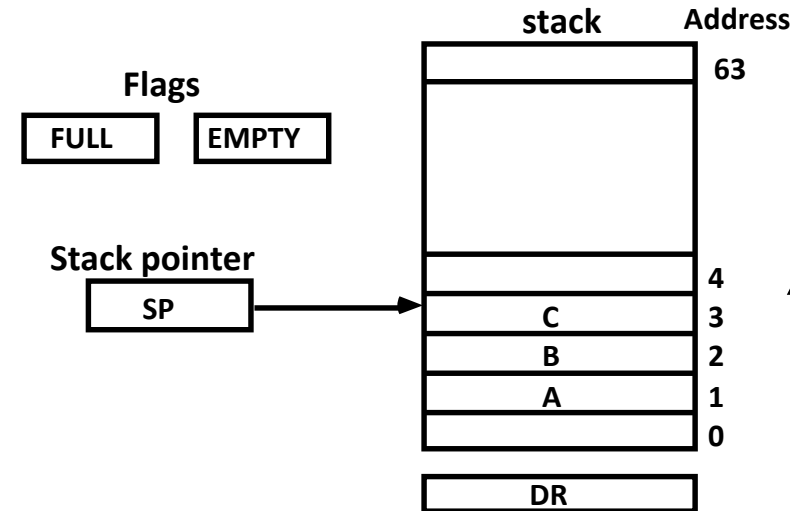 stack Address
63
Flags
FULL EMPTY
Stack pointer
4
SP
C 3
B 2
A 1
0
DR